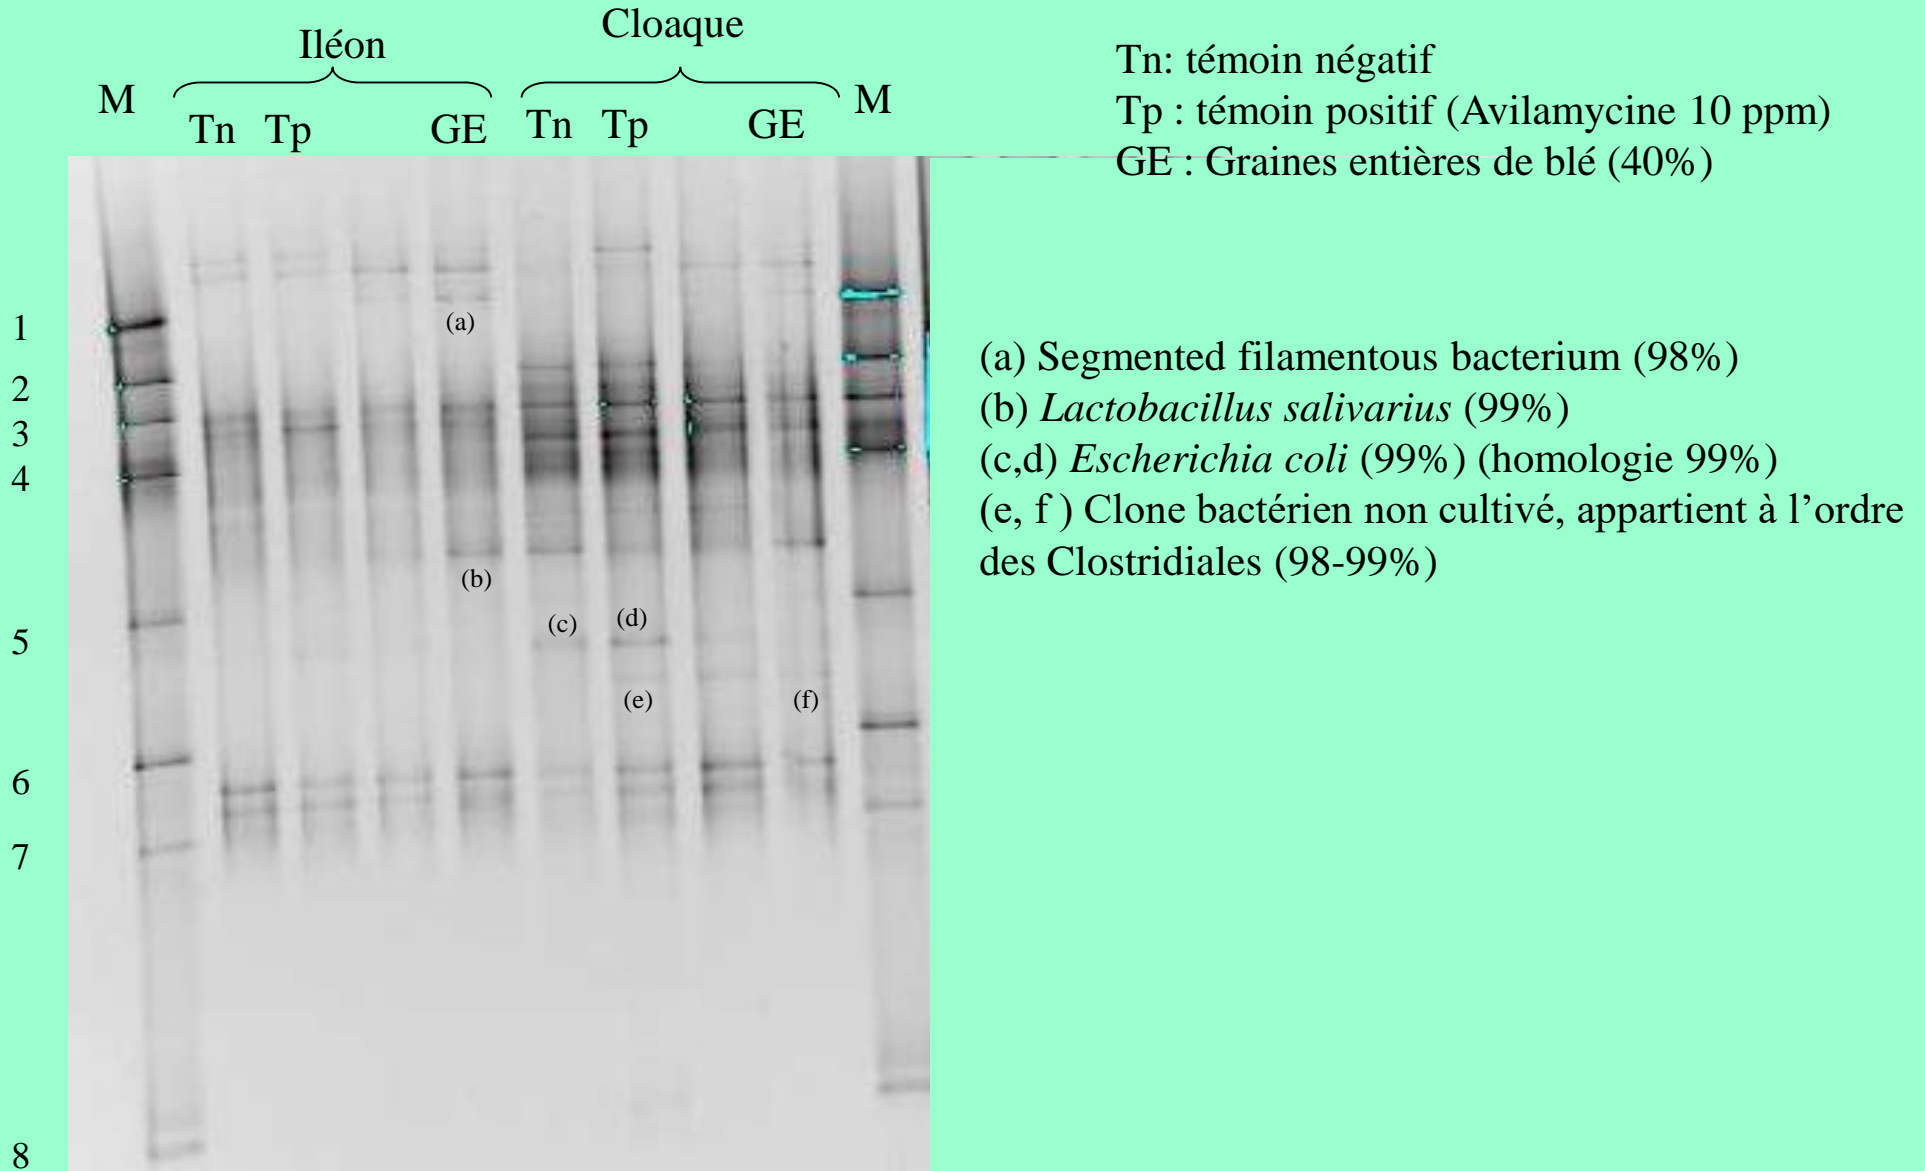 Iléon
Cloaque
M
Tn Tp GE Tn Tp GE
M
Tn: témoin négatif
Tp : témoin positif (Avilamycine 10 ppm)
GE : Graines entières de blé (40%)
1
2
3
4
5
6
7
8
(a)
(b)
(c)
(d)
(e)
(f)
(a) Segmented filamentous bacterium (98%)
(b) Lactobacillus salivarius (99%)
(c,d) Escherichia coli (99%) (homologie 99%)
(e, f ) Clone bactérien non cultivé, appartient à l’ordre
des Clostridiales (98-99%)